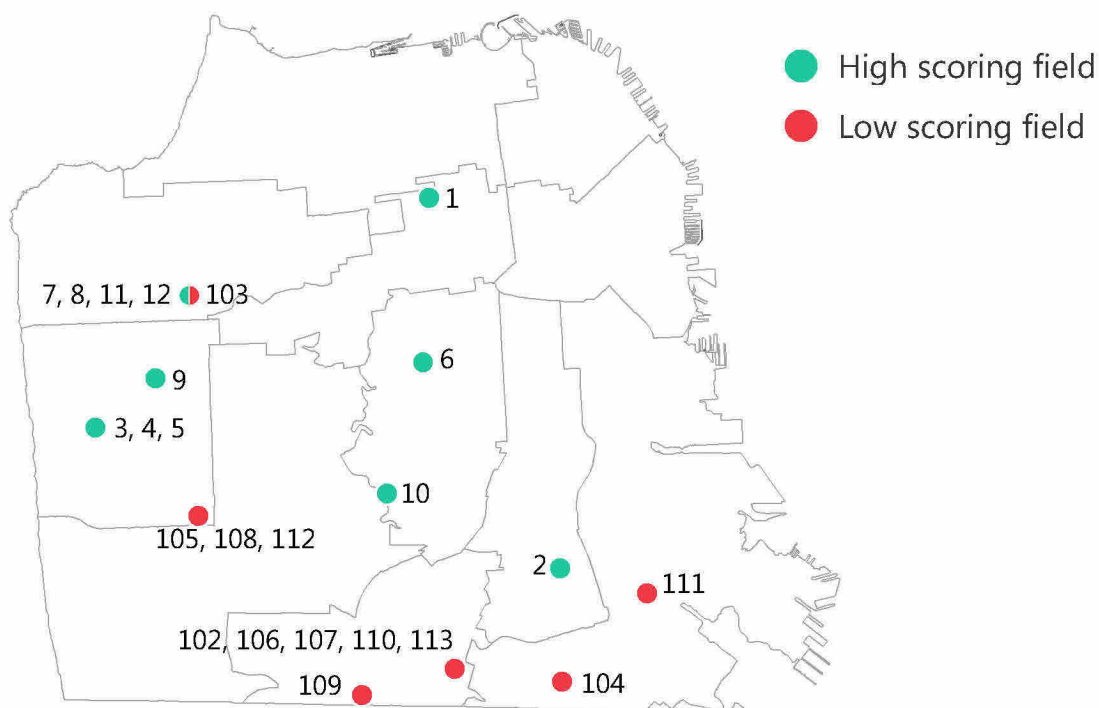 High scoring field
Low scoring field
1
7, 8, 11, 12
103
6
9
3, 4, 5
10
105, 108, 112
2
111
102, 106, 107, 110, 113
109
104